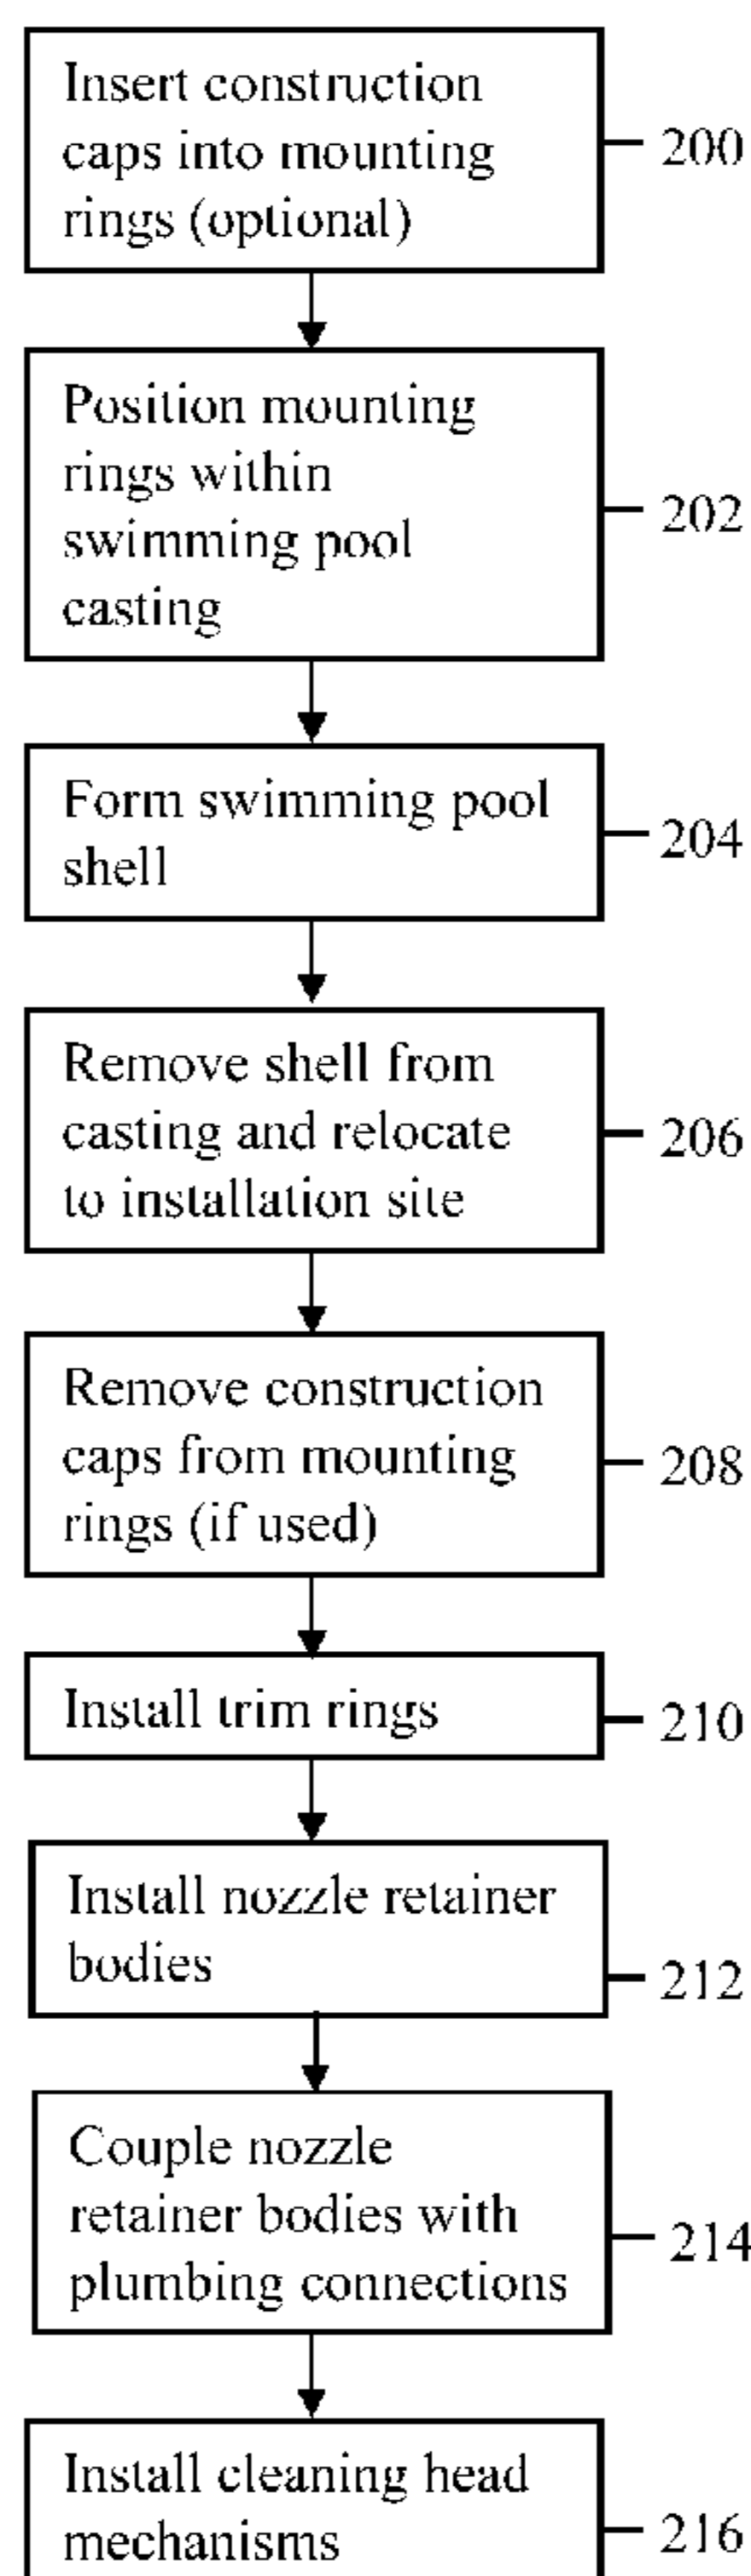 Insert construction
caps into mounting
rings (optional)
200
Position mounting
rings within
swimming pool
casting
202
Form swimming pool
shell
204
Remove shell from
casting and relocate
to installation site
206
Remove construction
caps from mounting
rings (if used)
208
Install trim rings
210
Install nozzle retainer
bodies
212
Couple nozzle
retainer bodies with
plumbing connections
214
Install cleaning head
mechanisms
216